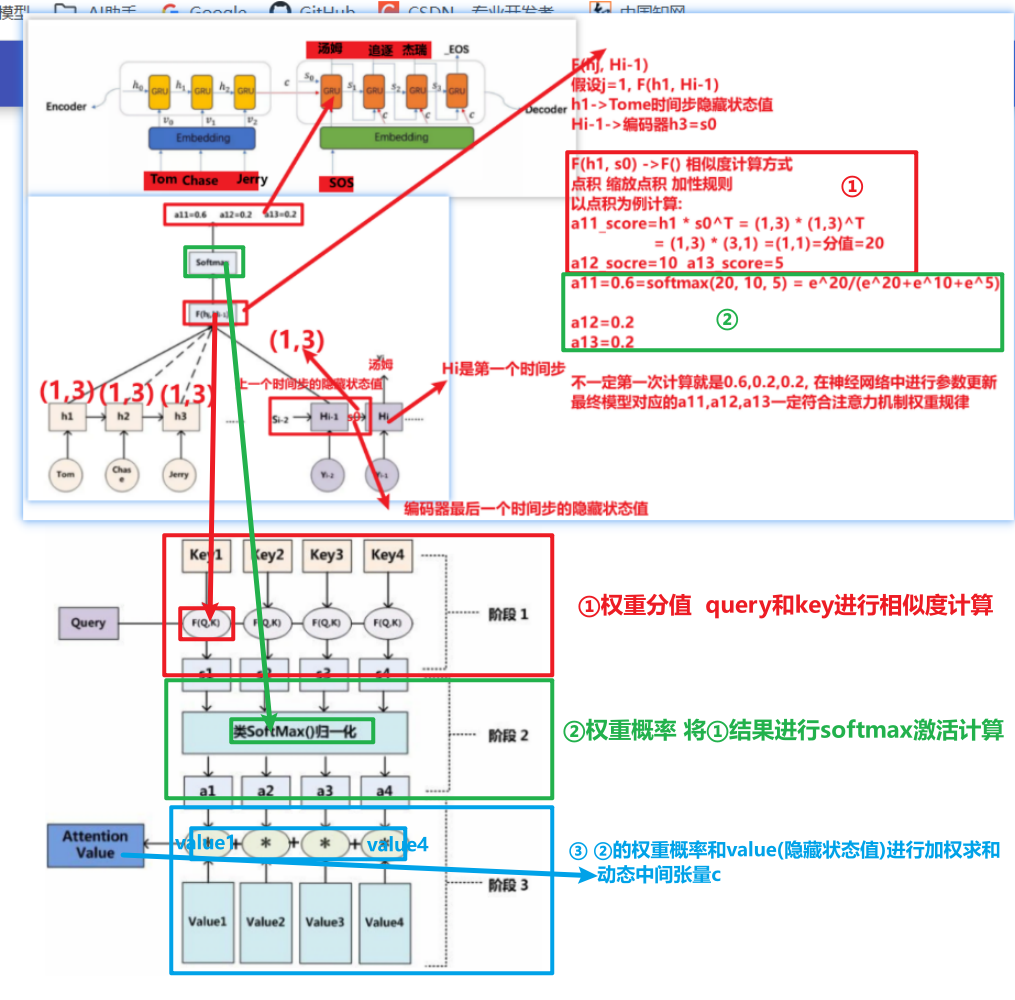 模型
AI助手
Google
GitHub
CSDN - 专业开发者
中国知网
汤姆 追逐 杰瑞 _EOS
h₀ GRU h₁ GRU h₂ GRU c s₀ GRU s₁ GRU s₂ GRU s₃ GRU
Encoder
Decoder
v₀ v₁ v₂ c c c
Embedding
Embedding
Tom Chase Jerry
SOS
F(hj, Hi-1)
假设j=1, F(h1, Hi-1)
h1->Tome时间步隐藏状态值
Hi-1->编码器h3=s0
F(h1, s0) ->F() 相似度计算方式
点积 缩放点积 加性规则
以点积为例计算:
①
a11_score=h1 * s0^T = (1,3) * (1,3)^T
= (1,3) * (3,1) =(1,1)=分值=20
a12_socre=10 a13_score=5
a11=0.6=softmax(20, 10, 5) = e^20/(e^20+e^10+e^5)
②
a12=0.2
a13=0.2
不一定第一次计算就是0.6,0.2,0.2, 在神经网络中进行参数更新
最终模型对应的a11,a12,a13一定符合注意力机制权重规律
a11=0.6 a12=0.2 a13=0.2
Softmax
F(hj,Hi-1)
(1,3)
汤姆
Hi是第一个时间步
上一个时间步的隐藏状态值
(1,3) (1,3) (1,3)
h1 h2 h3 ...... Si-2 Hi-1 s0 Hi ......
Tom
Chas
e
Jerry
Yi-2
Yi-1
编码器最后一个时间步的隐藏状态值
Key1 Key2 Key3 Key4
阶段 1
①权重分值 query和key进行相似度计算
Query
F(Q,K) F(Q,K) F(Q,K) F(Q,K)
s1 s2 s3 s4
类SoftMax()归一化
阶段 2
②权重概率 将①结果进行softmax激活计算
a1 a2 a3 a4
Attention
Value
value1 * + * + * + * value4
③ ②的权重概率和value(隐藏状态值)进行加权求和
动态中间张量c
阶段 3
Value1 Value2 Value3 Value4